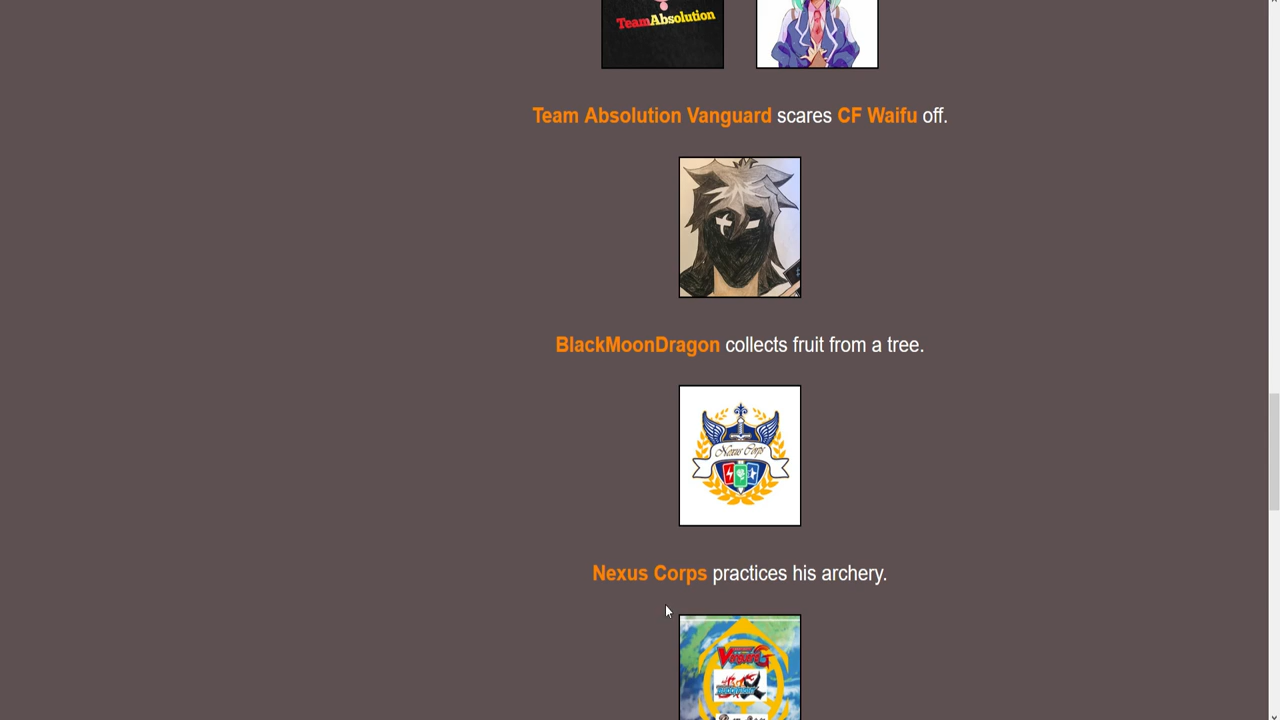 TeamAbsolution
Team Absolution Vanguard scares CF Waifu off.
BlackMoonDragon collects fruit from a tree.
Nexus Corps
Nexus Corps practices his archery.
VANGUARD G